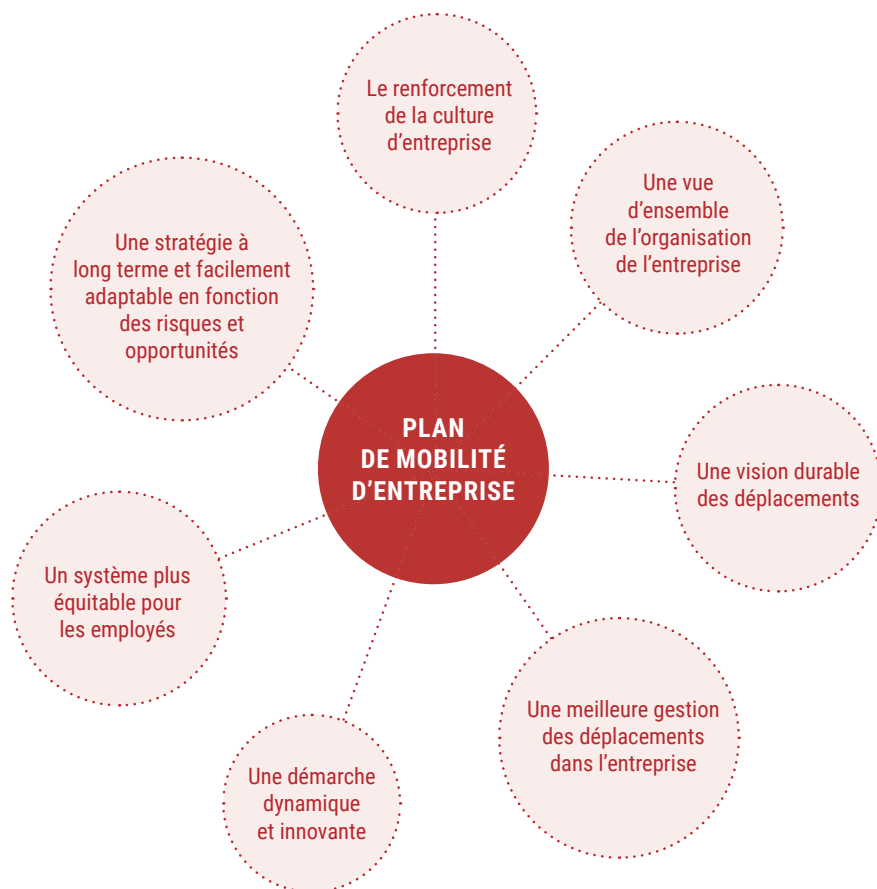 Le renforcement
de la culture
d’entreprise
Une vue
d’ensemble
de l’organisation
de l’entreprise
Une stratégie à
long terme et facilement
adaptable en fonction
des risques et
opportunités
PLAN
DE MOBILITÉ
D’ENTREPRISE
Une vision durable
des déplacements
Un système plus
équitable pour
les employés
Une meilleure gestion
des déplacements
dans l’entreprise
Une démarche
dynamique
et innovante